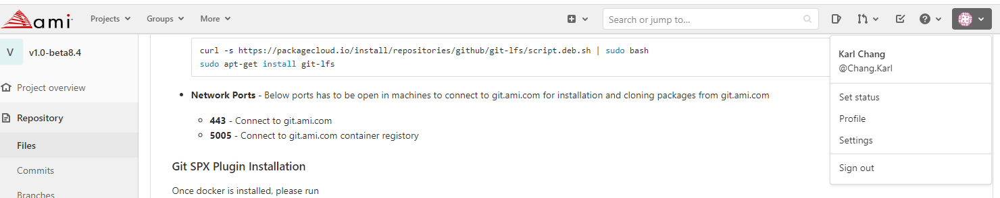 ami™
Projects
Groups
More
Search or jump to...
V
v1.0-beta8.4
Project overview
Repository
Files
Commits
Branches
curl -s https://packagecloud.io/install/repositories/github/git-lfs/script.deb.sh | sudo bash
sudo apt-get install git-lfs
• Network Ports - Below ports has to be open in machines to connect to git.ami.com for installation and cloning packages from git.ami.com
◦ 443 - Connect to git.ami.com
◦ 5005 - Connect to git.ami.com container registory
Git SPX Plugin Installation
Once docker is installed, please run
Karl Chang
@Chang.Karl
Set status
Profile
Settings
Sign out